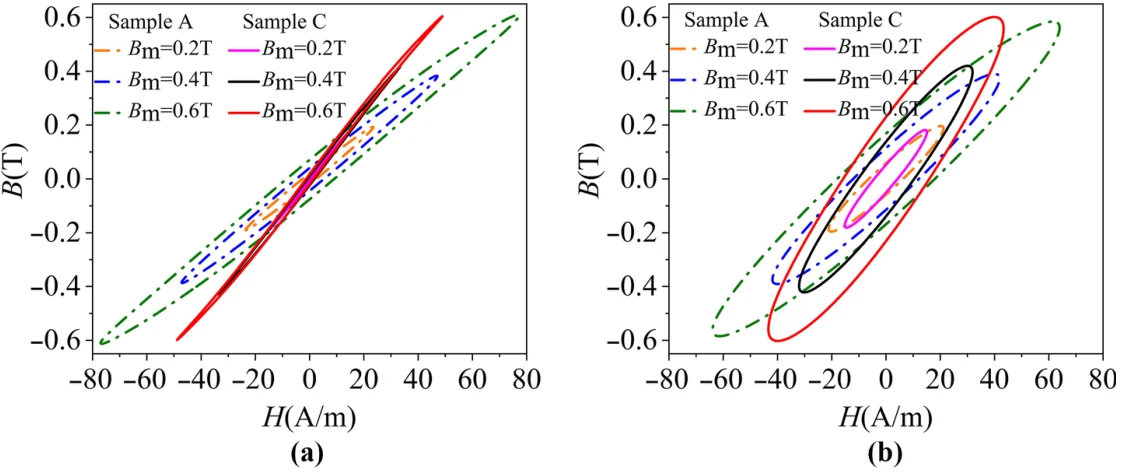 Sample A Sample C
Bm=0.2T Bm=0.2T
Bm=0.4T Bm=0.4T
Bm=0.6T Bm=0.6T
B(T)
0.6
0.4
0.2
0.0
−0.2
−0.4
−0.6
−80 −60 −40 −20 0 20 40 60 80
H(A/m)
(a)
Sample A Sample C
Bm=0.2T Bm=0.2T
Bm=0.4T Bm=0.4T
Bm=0.6T Bm=0.6T
B(T)
0.6
0.4
0.2
0.0
−0.2
−0.4
−0.6
−80 −60 −40 −20 0 20 40 60 80
H(A/m)
(b)